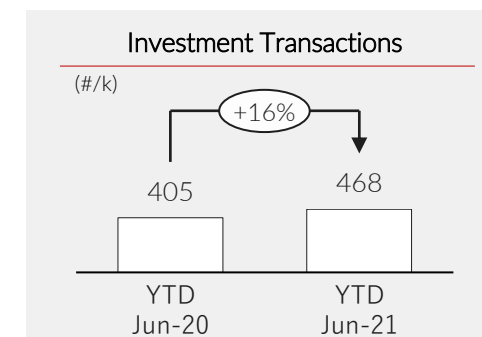 Investment Transactions
(#/k)
+16%
405
468
YTD
Jun-20
YTD
Jun-21